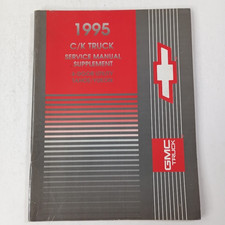 1995
C/K TRUCK
SERVICE MANUAL
SUPPLEMENT
GMC
TRUCK